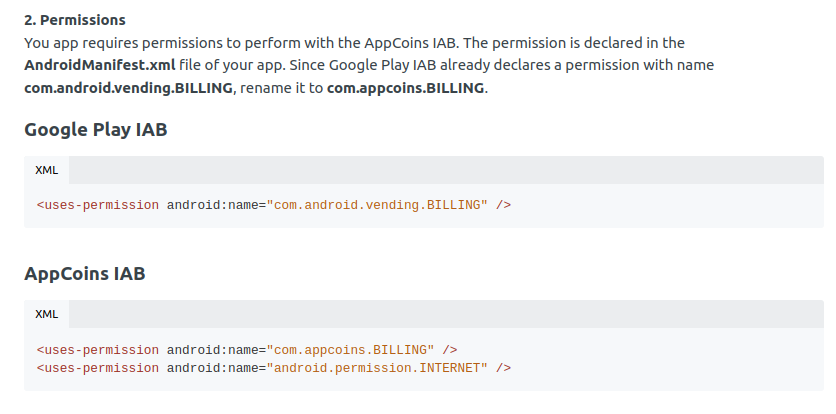 2. Permissions
You app requires permissions to perform with the AppCoins IAB. The permission is declared in the
AndroidManifest.xml file of your app. Since Google Play IAB already declares a permission with name
com.android.vending.BILLING, rename it to com.appcoins.BILLING.
Google Play IAB
XML
<uses-permission android:name="com.android.vending.BILLING" />
AppCoins IAB
XML
<uses-permission android:name="com.appcoins.BILLING" />
<uses-permission android:name="android.permission.INTERNET" />